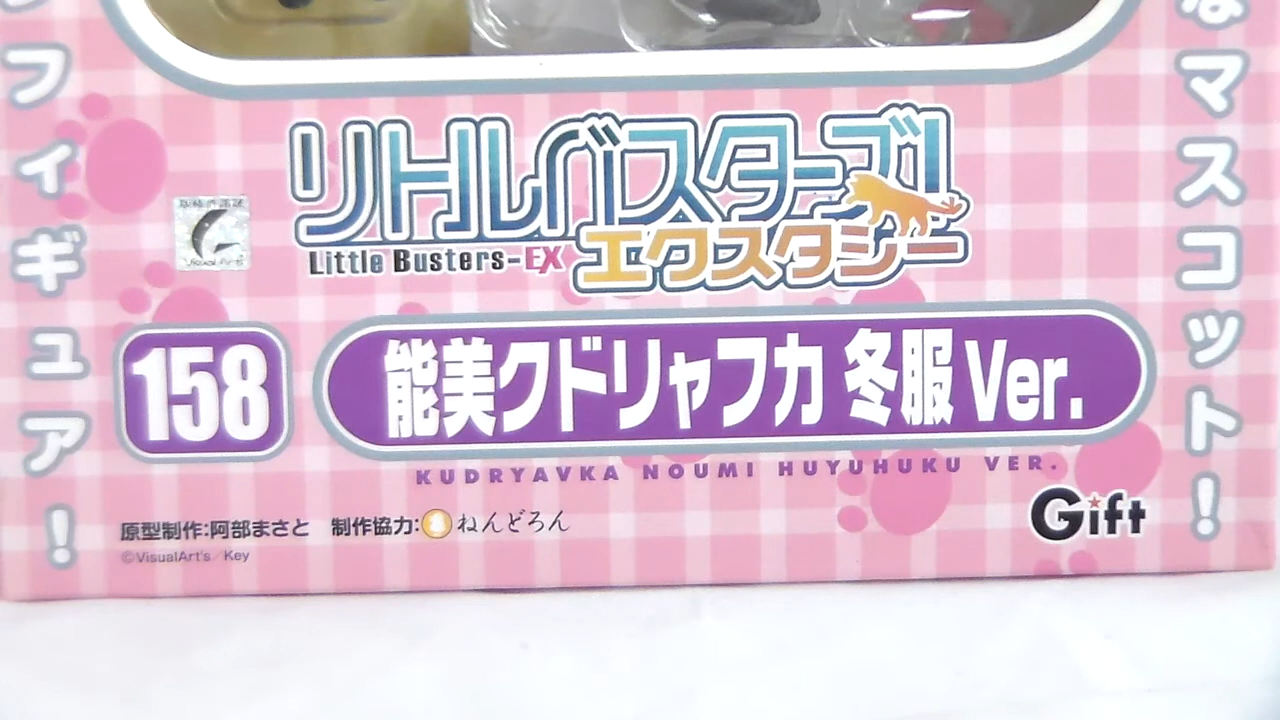 フィギュア!
なマスコット!
リトルバスターズ!
エクスタシー
Little Busters-EX
158
能美クドリャフカ 冬服 Ver.
KUDRYAVKA NOUMI HUYUHUKU VER.
Gift
原型制作:阿部まさと 制作協力:ねんどろん
©VisualArt's/Key